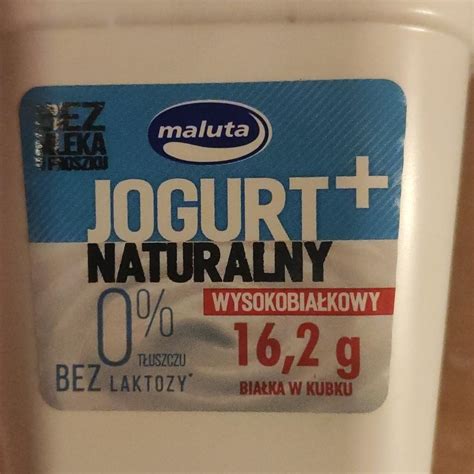 BEZ
MLEKA
W PROSZKU
maluta
JOGURT+
NATURALNY
0%
TŁUSZCZU
BEZ LAKTOZY*
WYSOKOBIAŁKOWY
16,2 g
BIAŁKA W KUBKU